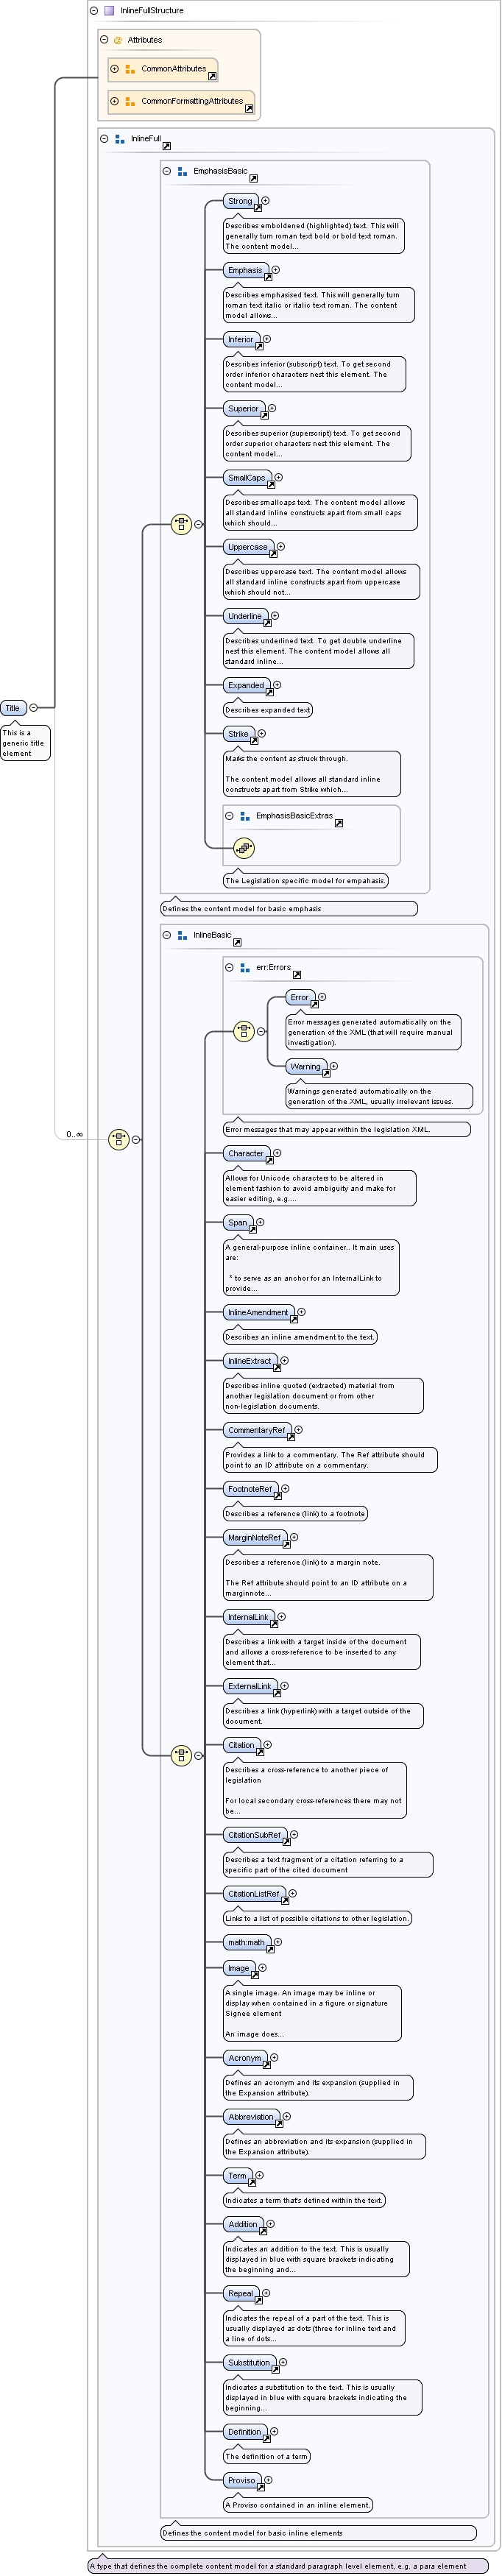 InlineFullStructure
Attributes
CommonAttributes
CommonFormattingAttributes
InlineFull
EmphasisBasic
Strong
Describes emboldened (highlighted) text. This will
generally turn roman text bold or bold text roman.
The content model...
Emphasis
Describes emphasised text. This will generally turn
roman text italic or italic text roman. The content
model allows...
Inferior
Describes inferior (subscript) text. To get second
order inferior characters nest this element. The
content model...
Superior
Describes superior (superscript) text. To get second
order superior characters nest this element. The
content model...
SmallCaps
Describes smallcaps text. The content model allows
all standard inline constructs apart from small caps
which should...
Uppercase
Describes uppercase text. The content model allows
all standard inline constructs apart from uppercase
which should not...
Underline
Describes underlined text. To get double underline
nest this element. The content model allows all
standard inline...
Expanded
Describes expanded text
Title
This is a
generic title
element
Strike
Marks the content as struck through.
The content model allows all standard inline
constructs apart from Strike which...
EmphasisBasicExtras
The Legislation specific model for empahasis.
Defines the content model for basic emphasis
InlineBasic
err:Errors
Error
Error messages generated automatically on the
generation of the XML (that will require manual
investigation).
Warning
Warnings generated automatically on the
generation of the XML, usually irrelevant issues.
Error messages that may appear within the legislation XML.
0..∞
Character
Allows for Unicode characters to be altered in
element fashion to avoid ambiguity and make for
easier editing, e.g....
Span
A general-purpose inline container.. It main uses
are:
* to serve as an anchor for an InternalLink to
provide...
InlineAmendment
Describes an inline amendment to the text.
InlineExtract
Describes inline quoted (extracted) material from
another legislation document or from other
non-legislation documents.
CommentaryRef
Provides a link to a commentary. The Ref attribute should
point to an ID attribute on a commentary.
FootnoteRef
Describes a reference (link) to a footnote
MarginNoteRef
Describes a reference (link) to a margin note.
The Ref attribute should point to an ID attribute on a
marginnote...
InternalLink
Describes a link with a target inside of the document
and allows a cross-reference to be inserted to any
element that...
ExternalLink
Describes a link (hyperlink) with a target outside of the
document.
Citation
Describes a cross-reference to another piece of
legislation
For local secondary cross-references there may not
be...
CitationSubRef
Describes a text fragment of a citation referring to a
specific part of the cited document
CitationListRef
Links to a list of possible citations to other legislation.
math:math
Image
A single image. An image may be inline or
display when contained in a figure or signature
Signee element
An image does...
Acronym
Defines an acronym and its expansion (supplied in
the Expansion attribute).
Abbreviation
Defines an abbreviation and its expansion (supplied in
the Expansion attribute).
Term
Indicates a term that's defined within the text.
Addition
Indicates an addition to the text. This is usually
displayed in blue with square brackets indicating
the beginning and...
Repeal
Indicates the repeal of a part of the text. This is
usually displayed as dots (three for inline text and
a line of dots...
Substitution
Indicates a substitution to the text. This is usually
displayed in blue with square brackets indicating the
beginning...
Definition
The definition of a term
Proviso
A Proviso contained in an inline element.
Defines the content model for basic inline elements
A type that defines the complete content model for a standard paragraph level element, e.g. a para element